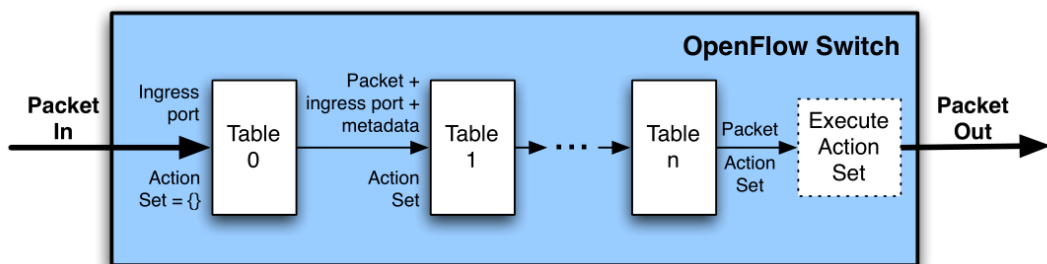 OpenFlow Switch
Packet
In
Ingress
port
Action
Set = {}
Table
0
Packet +
ingress port +
metadata
Action
Set
Table
1
Table
n
Packet
Action
Set
Execute
Action
Set
Packet
Out